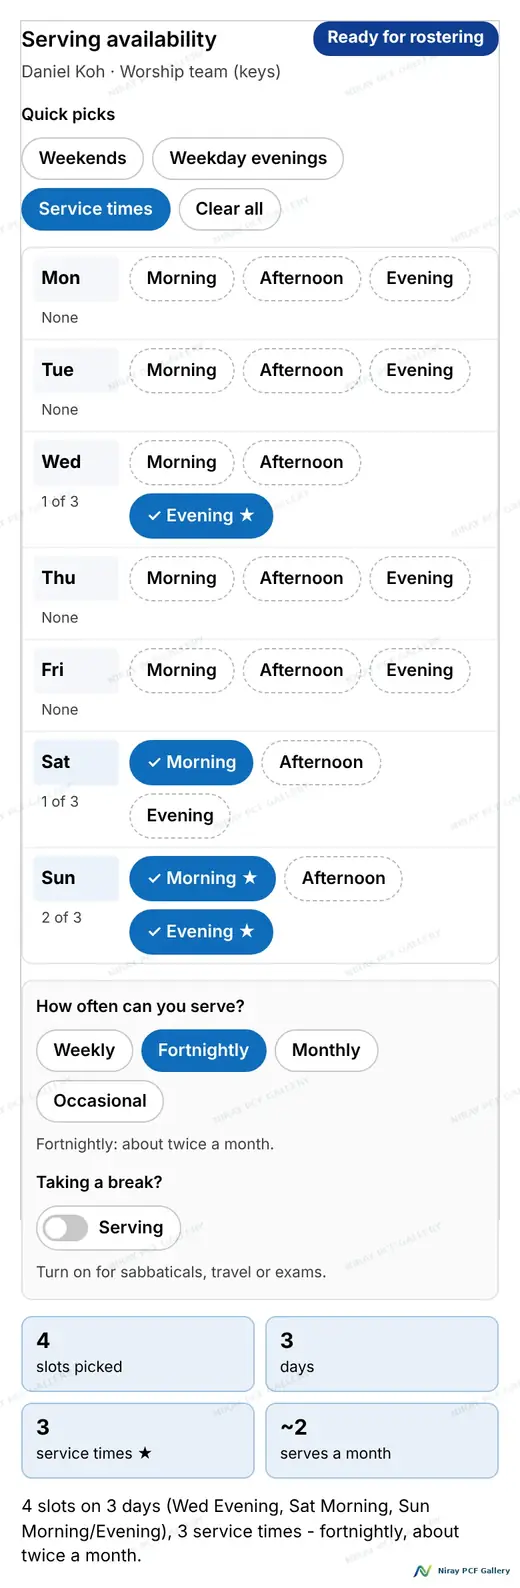 Serving availability
Ready for rostering
Daniel Koh · Worship team (keys)
Quick picks
Weekends
Weekday evenings
Service times
Clear all
Mon
Morning
Afternoon
Evening
None
Tue
Morning
Afternoon
Evening
None
Wed
Morning
Afternoon
1 of 3
✓ Evening ★
Thu
Morning
Afternoon
Evening
None
Fri
Morning
Afternoon
Evening
None
Sat
✓ Morning
Afternoon
1 of 3
Evening
Sun
✓ Morning ★
Afternoon
2 of 3
✓ Evening ★
How often can you serve?
Weekly
Fortnightly
Monthly
Occasional
Fortnightly: about twice a month.
Taking a break?
Serving
Turn on for sabbaticals, travel or exams.
4
slots picked
3
days
3
service times ★
~2
serves a month
4 slots on 3 days (Wed Evening, Sat Morning, Sun
Morning/Evening), 3 service times - fortnightly, about
twice a month.
Niray PCF Gallery